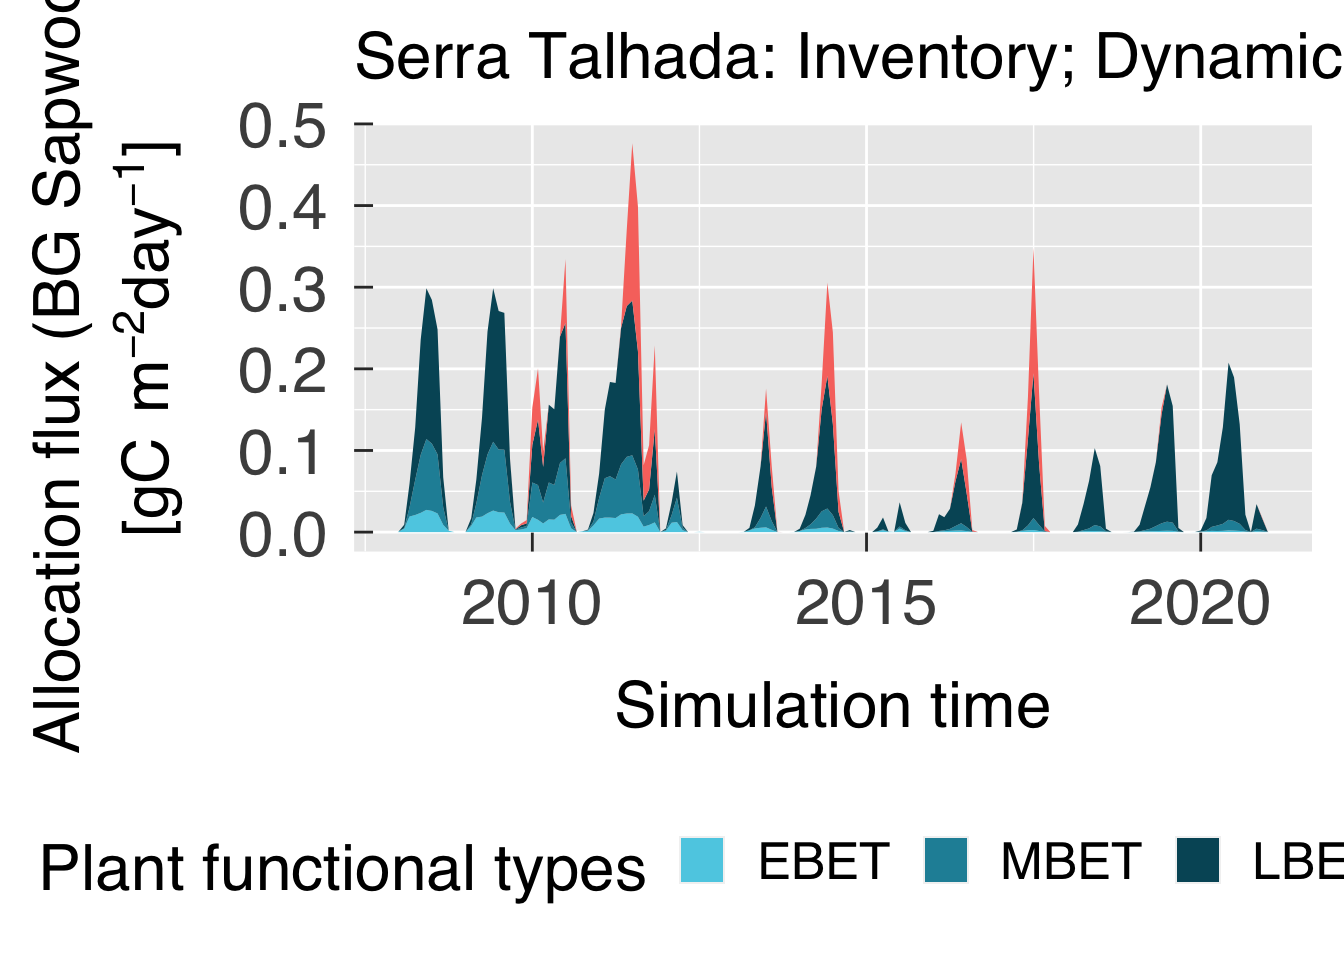 Serra Talhada: Inventory; Dynamic
Allocation flux (BG Sapwoo
[gC m⁻²day⁻¹]
0.5
0.4
0.3
0.2
0.1
0.0
2010 2015 2020
Simulation time
Plant functional types EBET MBET LBE